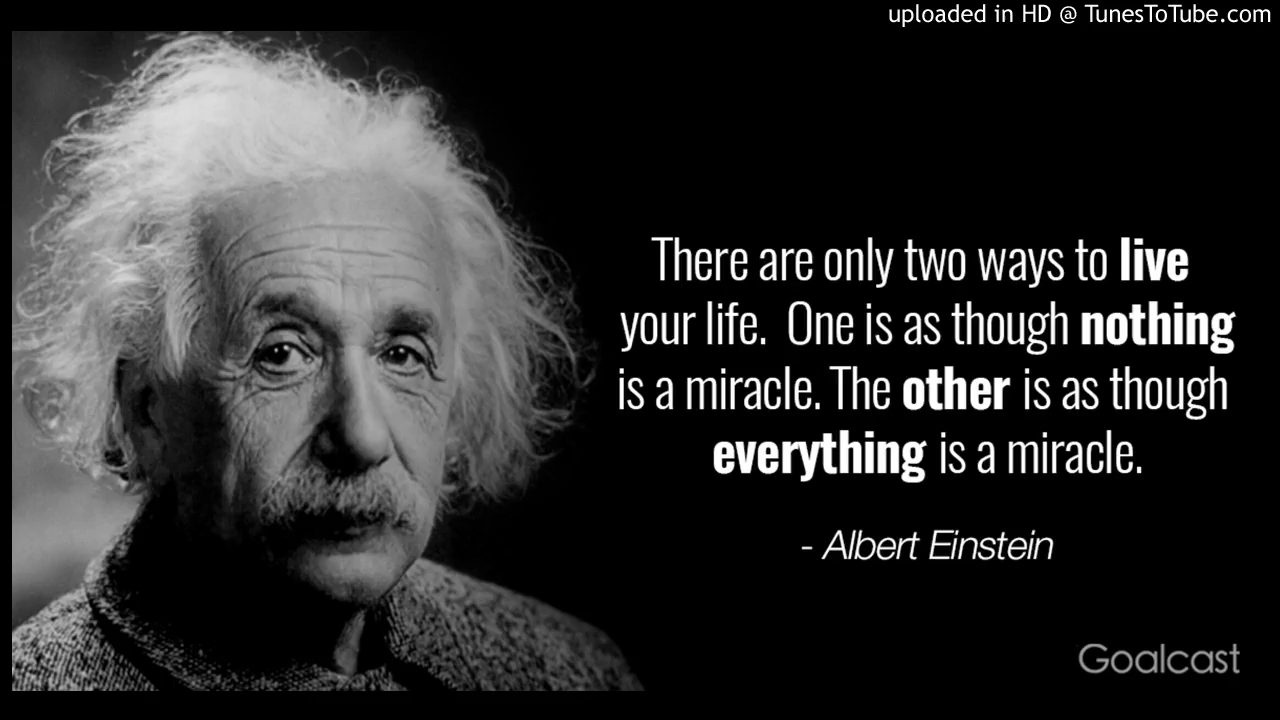 uploaded in HD @ TunesToTube.com
There are only two ways to live
your life.  One is as though nothing
is a miracle. The other is as though
everything is a miracle.
- Albert Einstein
Goalcast